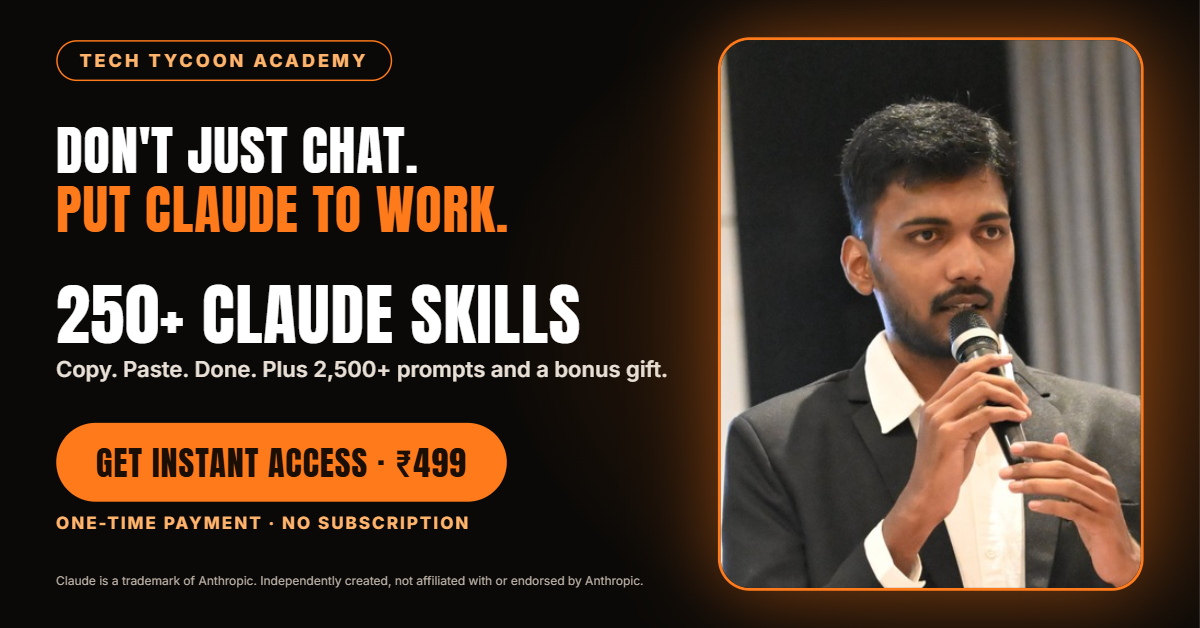 TECH TYCOON ACADEMY
DON'T JUST CHAT.
PUT CLAUDE TO WORK.
250+ CLAUDE SKILLS
Copy. Paste. Done. Plus 2,500+ prompts and a bonus gift.
GET INSTANT ACCESS · ₹499
ONE-TIME PAYMENT · NO SUBSCRIPTION
Claude is a trademark of Anthropic. Independently created, not affiliated with or endorsed by Anthropic.